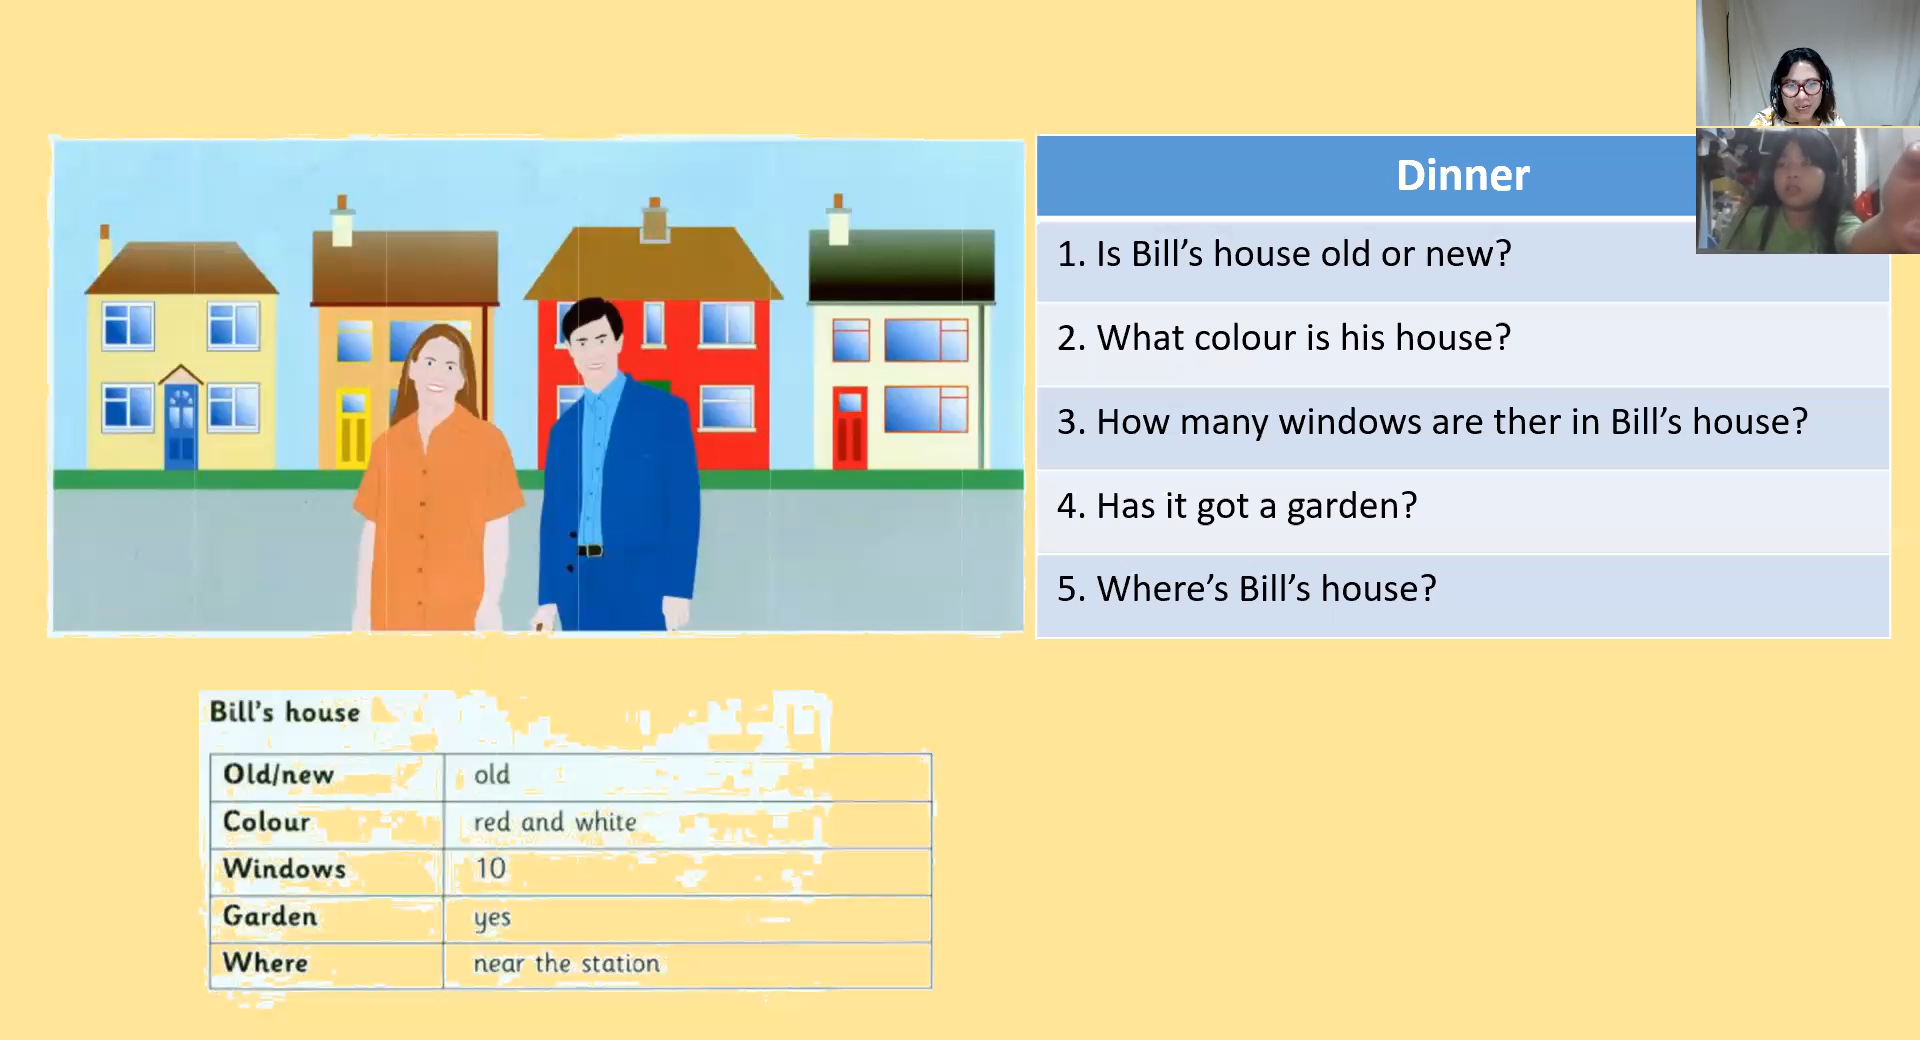 Dinner
1. Is Bill's house old or new?
2. What colour is his house?
3. How many windows are ther in Bill's house?
4. Has it got a garden?
5. Where's Bill's house?
Bill's house
Old/new old
Colour red and white
Windows 10
Garden yes
Where near the station